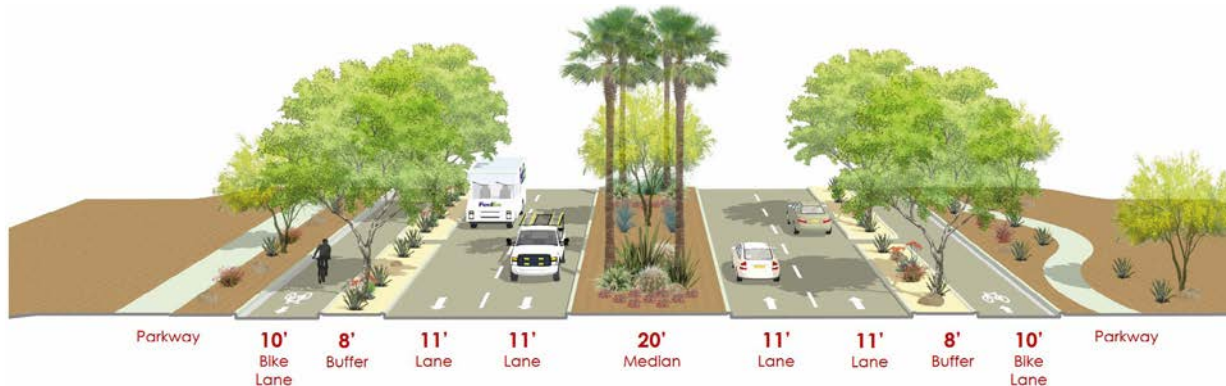 FedEx
Parkway
10'
Bike
Lane
8'
Buffer
11'
Lane
11'
Lane
20'
Median
11'
Lane
11'
Lane
8'
Buffer
10'
Bike
Lane
Parkway